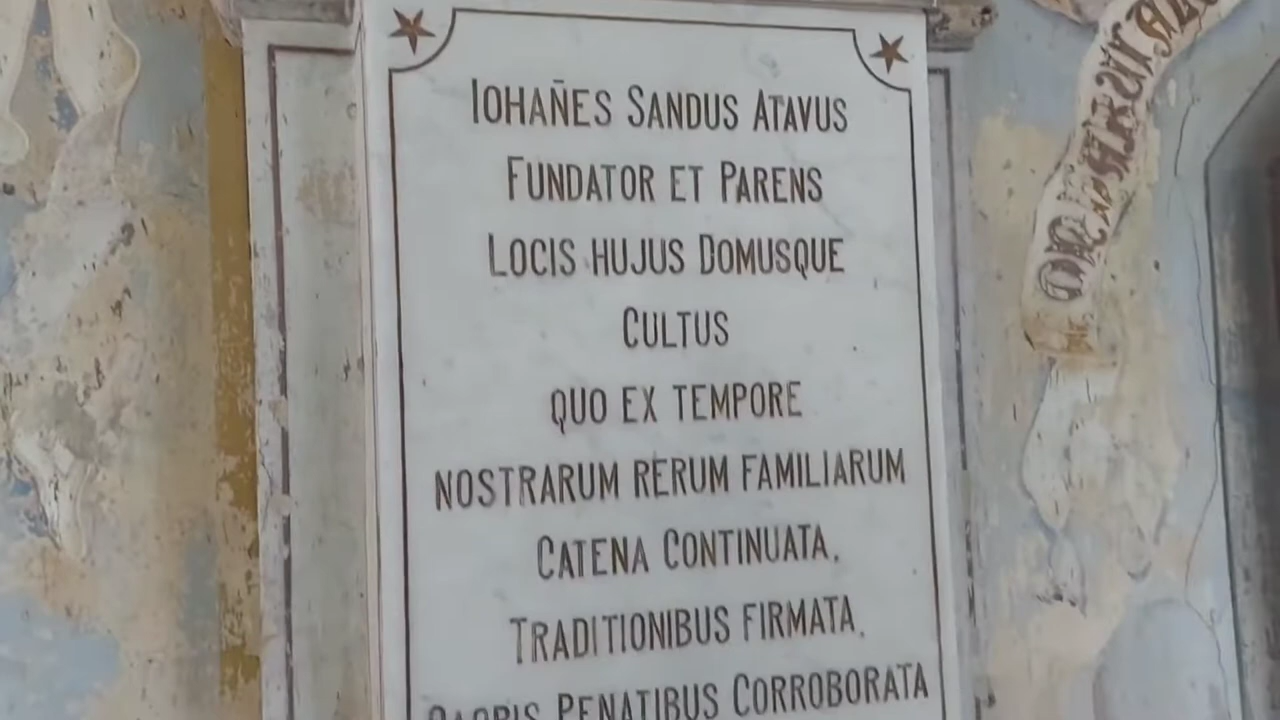 IOHAÑES SANDUS ATAVUS
FUNDATOR ET PARENS
LOCIS HUJUS DOMUSQUE
CULTUS
QUO EX TEMPORE
NOSTRARUM RERUM FAMILIARUM
CATENA CONTINUATA,
TRADITIONIBUS FIRMATA,
PENATIBUS CORROBORATA